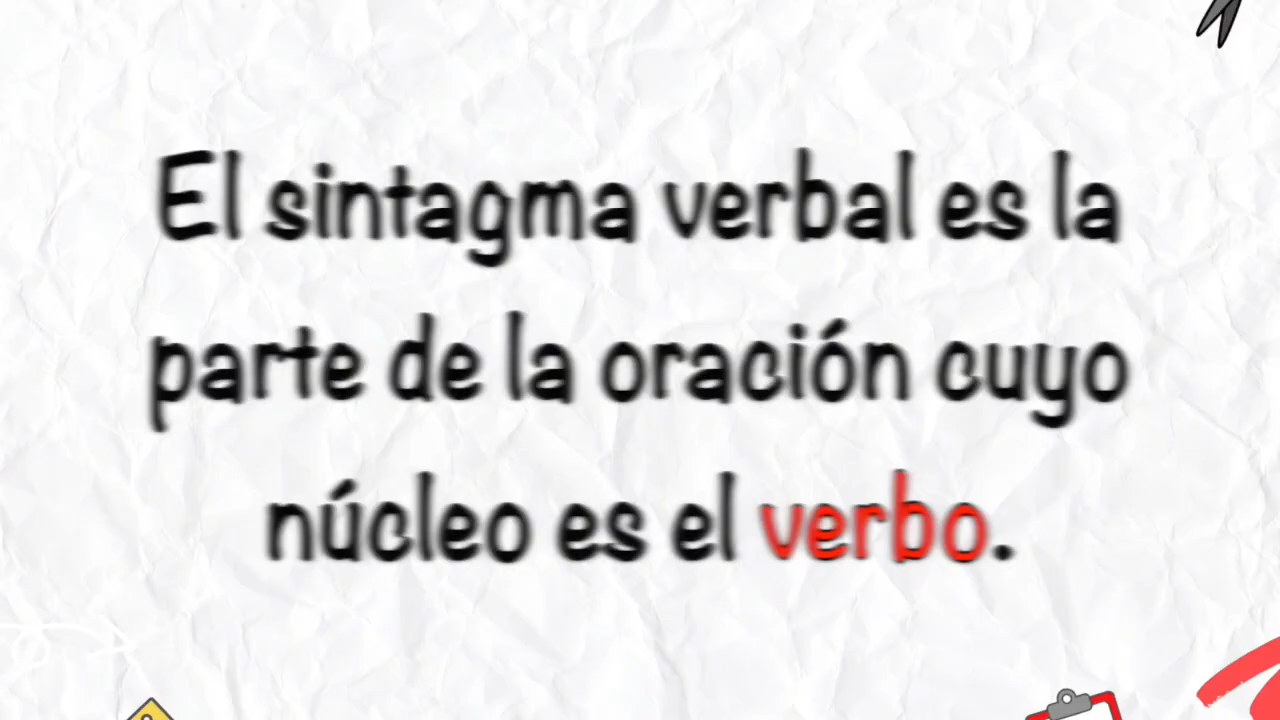 El sintagma verbal es la
parte de la oración cuyo
núcleo es el verbo.